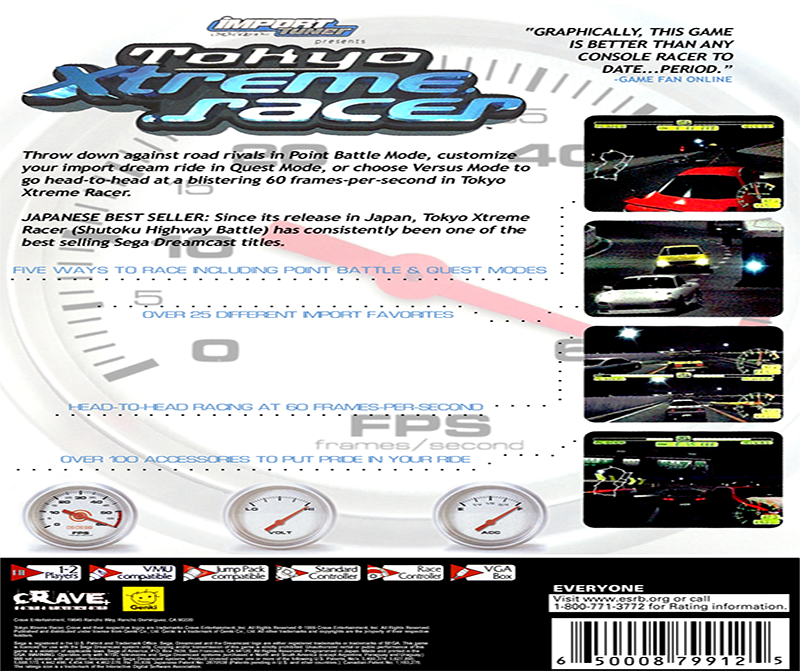 IMPORT
TUNER
presents
Tokyo
Xtreme
racer
"GRAPHICALLY, THIS GAME
IS BETTER THAN ANY
CONSOLE RACER TO
DATE...PERIOD."
-GAME FAN ONLINE
Throw down against road rivals in Point Battle Mode, customize
your import dream ride in Quest Mode, or choose Versus Mode to
go head-to-head at a blistering 60 frames-per-second in Tokyo
Xtreme Racer.
JAPANESE BEST SELLER: Since its release in Japan, Tokyo Xtreme
Racer (Shutoku Highway Battle) has consistently been one of the
best selling Sega Dreamcast titles.
FIVE WAYS TO RACE INCLUDING POINT BATTLE & QUEST MODES
OVER 25 DIFFERENT IMPORT FAVORITES
HEAD-TO-HEAD RACING AT 60 FRAMES-PER-SECOND
OVER 100 ACCESSORIES TO PUT PRIDE IN YOUR RIDE
0
5
10
15
40
FPS
frames/second
FPS
LO
VOLT
ACC
1-2
Players
VMU
compatible
Jump Pack
compatible
Standard
Controller
Race
Controller
VGA
Box
CRAVE
Genki
EVERYONE
Visit www.esrb.org or call
1-800-771-3772 for Rating information.
6 50008 79912 5